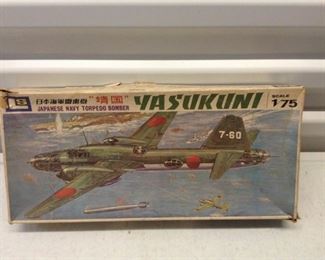 日本海軍雷撃機 "靖国" YASUKUNI
JAPANESE NAVY TORPEDO BOMBER
SCALE
1/75
7-60